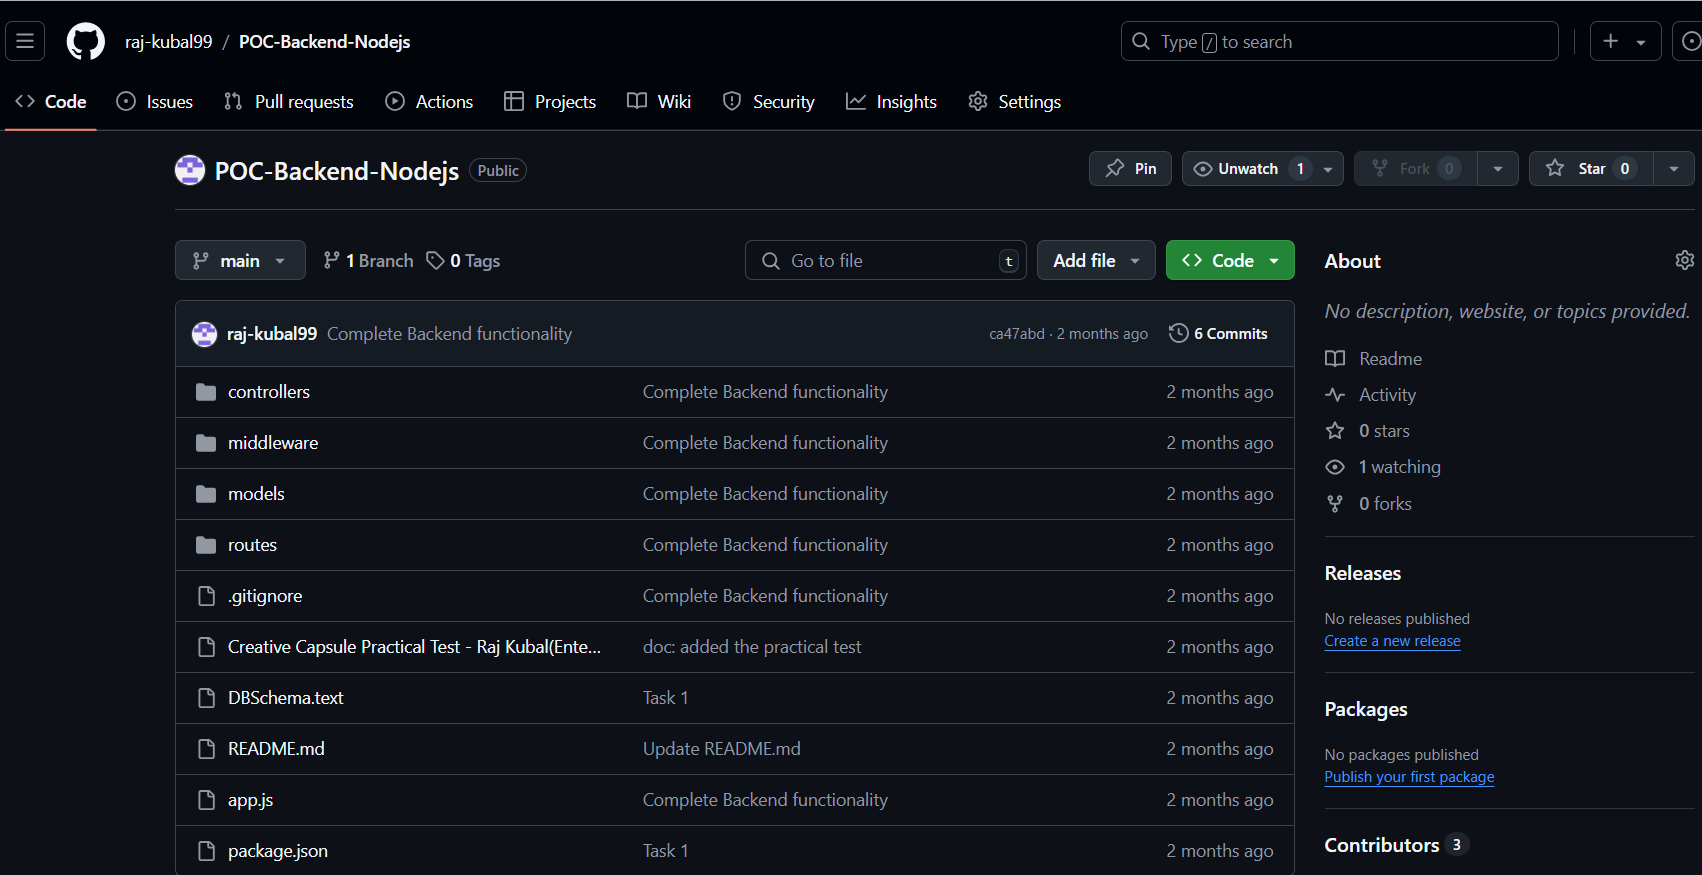 raj-kubal99 / POC-Backend-Nodejs
Type / to search
Code Issues Pull requests Actions Projects Wiki Security Insights Settings
POC-Backend-Nodejs Public
Pin Unwatch 1 Fork 0 Star 0
main 1 Branch 0 Tags
Go to file t Add file Code
raj-kubal99 Complete Backend functionality ca47abd · 2 months ago 6 Commits
controllers Complete Backend functionality 2 months ago
middleware Complete Backend functionality 2 months ago
models Complete Backend functionality 2 months ago
routes Complete Backend functionality 2 months ago
.gitignore Complete Backend functionality 2 months ago
Creative Capsule Practical Test - Raj Kubal(Ente... doc: added the practical test 2 months ago
DBSchema.text Task 1 2 months ago
README.md Update README.md 2 months ago
app.js Complete Backend functionality 2 months ago
package.json Task 1 2 months ago
About
No description, website, or topics provided.
Readme
Activity
0 stars
1 watching
0 forks
Releases
No releases published
Create a new release
Packages
No packages published
Publish your first package
Contributors 3